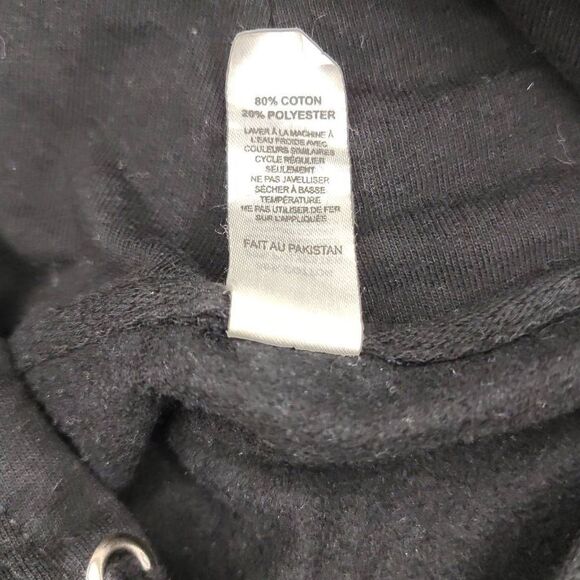 80% COTON
20% POLYESTER
LAVER À LA MACHINE À
L'EAU FROIDE AVEC
COULEURS SIMILAIRES
CYCLE RÉGULIER
SEULEMENT
NE PAS JAVELLISER
SÉCHER À BASSE
TEMPÉRATURE
NE PAS UTILISER DE FER
SUR L'APPLIQUÉS
FAIT AU PAKISTAN